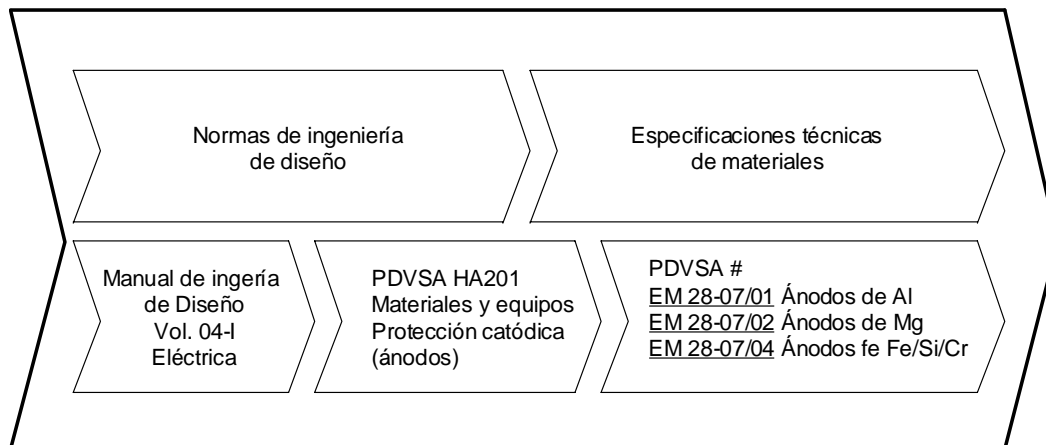 Normas de ingeniería
de diseño
Especificaciones técnicas
de materiales
Manual de ingería
de Diseño
Vol. 04-I
Eléctrica
PDVSA HA201
Materiales y equipos
Protección catódica
(ánodos)
PDVSA #
EM 28-07/01 Ánodos de Al
EM 28-07/02 Ánodos de Mg
EM 28-07/04 Ánodos fe Fe/Si/Cr